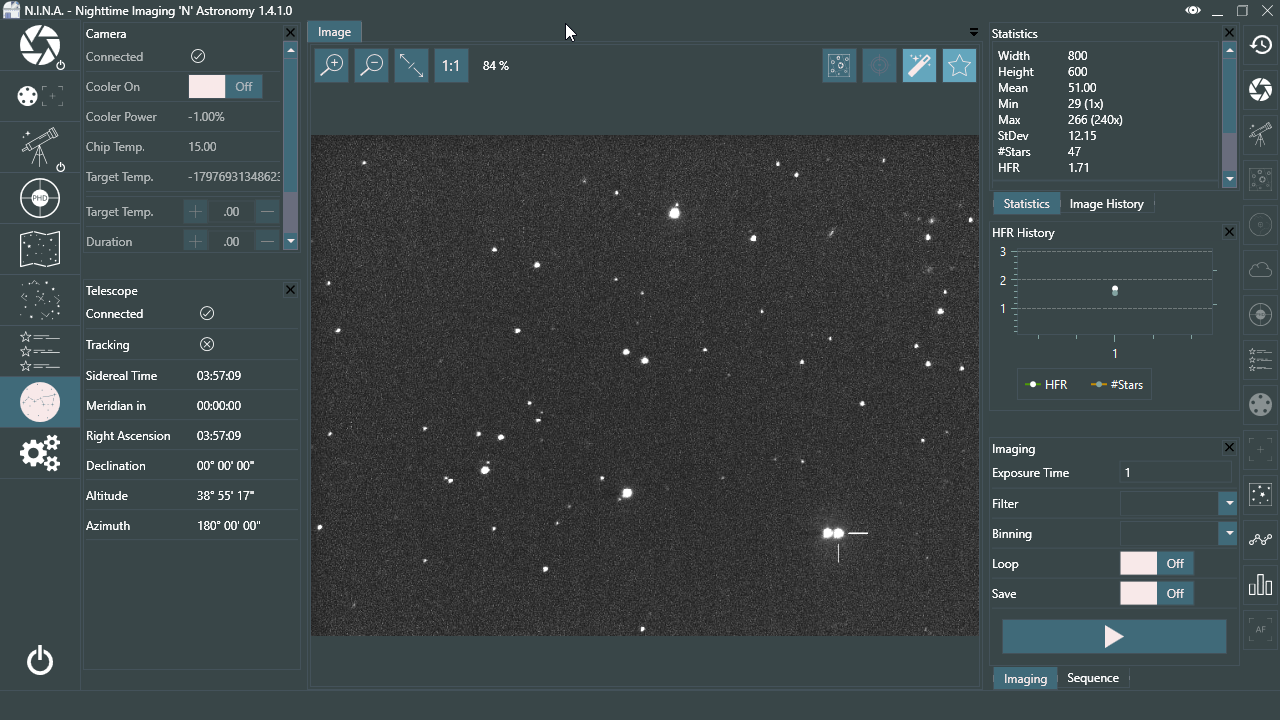 N.I.N.A. - Nighttime Imaging 'N' Astronomy 1.4.1.0
Camera
Connected
Cooler On Off
Cooler Power -1.00%
Chip Temp. 15.00
Target Temp. -1797693134862
Target Temp. + .00 —
Duration + .00 —
PHD
Telescope
Connected
Tracking
Sidereal Time 03:57:09
Meridian in 00:00:00
Right Ascension 03:57:09
Declination 00° 00' 00"
Altitude 38° 55' 17"
Azimuth 180° 00' 00"
Image
1:1 84 %
Statistics
Width 800
Height 600
Mean 51.00
Min 29 (1x)
Max 266 (240x)
StDev 12.15
#Stars 47
HFR 1.71
Statistics Image History
HFR History
3
2
1
1
HFR #Stars
Imaging
Exposure Time 1
Filter
Binning
Loop Off
Save Off
Imaging Sequence
AF